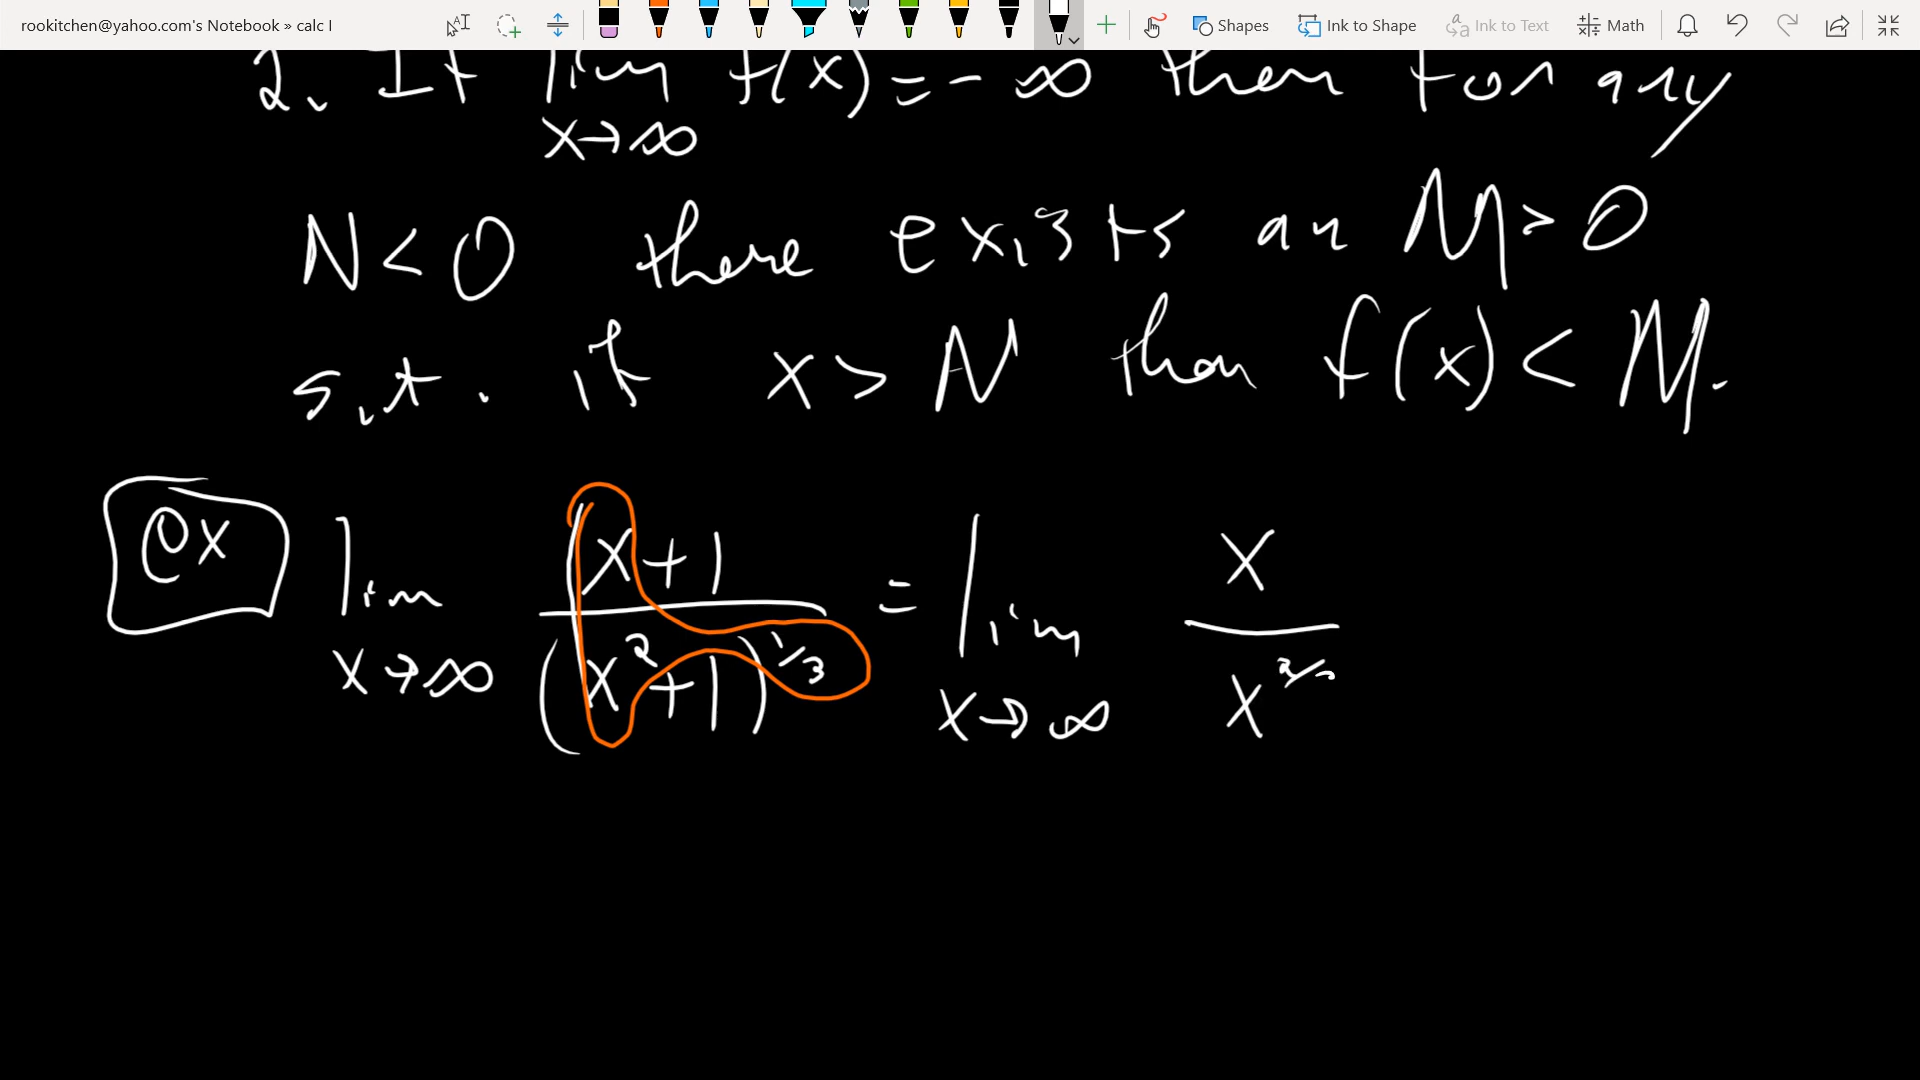 rookitchen@yahoo.com's Notebook » calc I Shapes Ink to Shape Ink to Text Math
2. If lim f(x) = - ∞ then for any
x→∞
N < 0 there exists an M > 0
s.t. if x > N then f(x) < M.
ex lim (x+1 / (x²+1)^1/3 = lim x / x^2/3
x→∞ x→∞